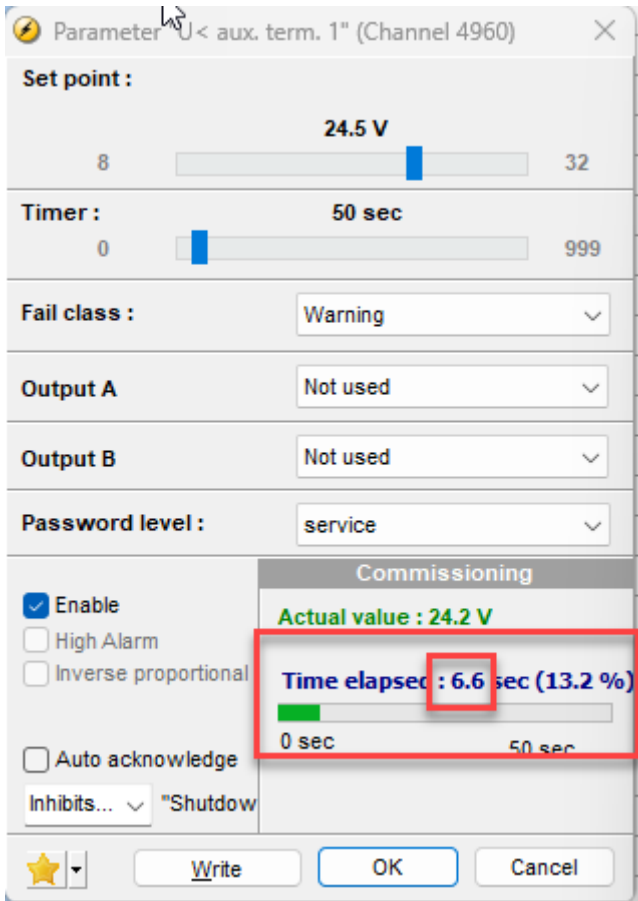 Parameter "U< aux. term. 1" (Channel 4960)
Set point :
24.5 V
8 32
Timer : 50 sec
0 999
Fail class : Warning
Output A Not used
Output B Not used
Password level : service
Commissioning
Enable
Actual value : 24.2 V
High Alarm
Inverse proportional
Time elapsed : 6.6 sec (13.2 %)
0 sec 50 sec
Auto acknowledge
Inhibits... "Shutdow
Write OK Cancel